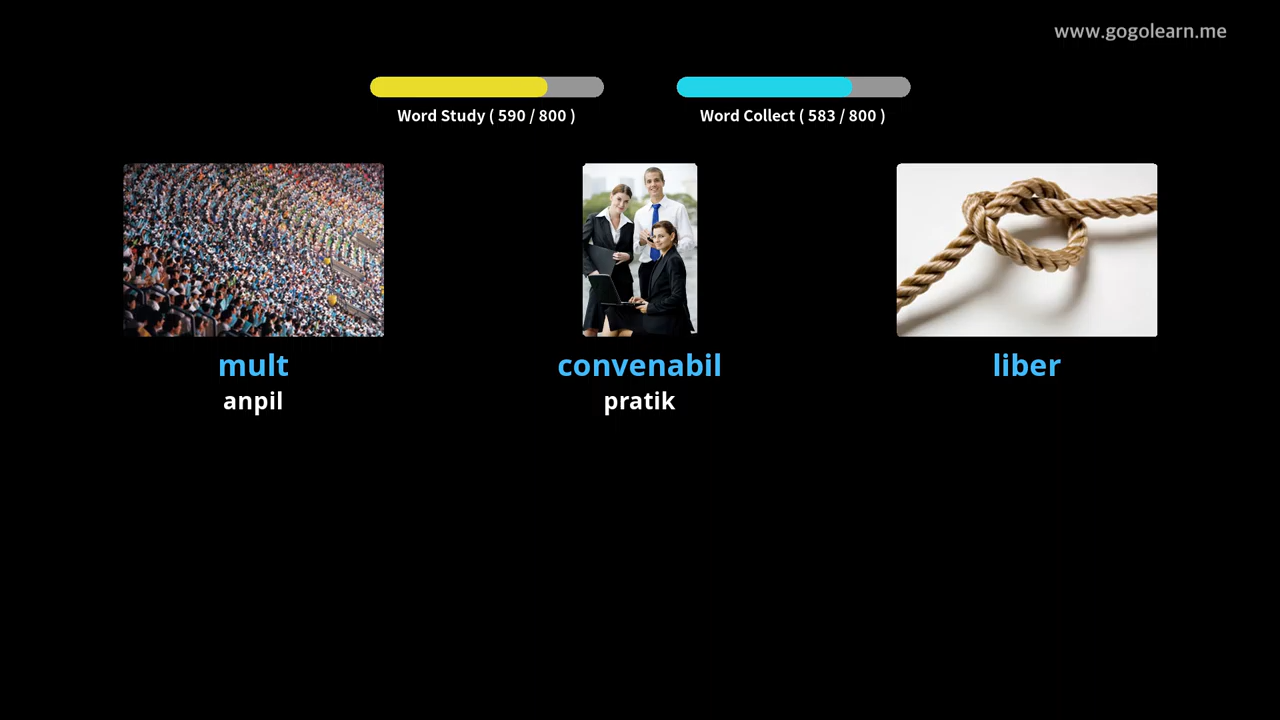 www.gogolearn.me
Word Study ( 590 / 800 )
Word Collect ( 583 / 800 )
mult
anpil
convenabil
pratik
liber